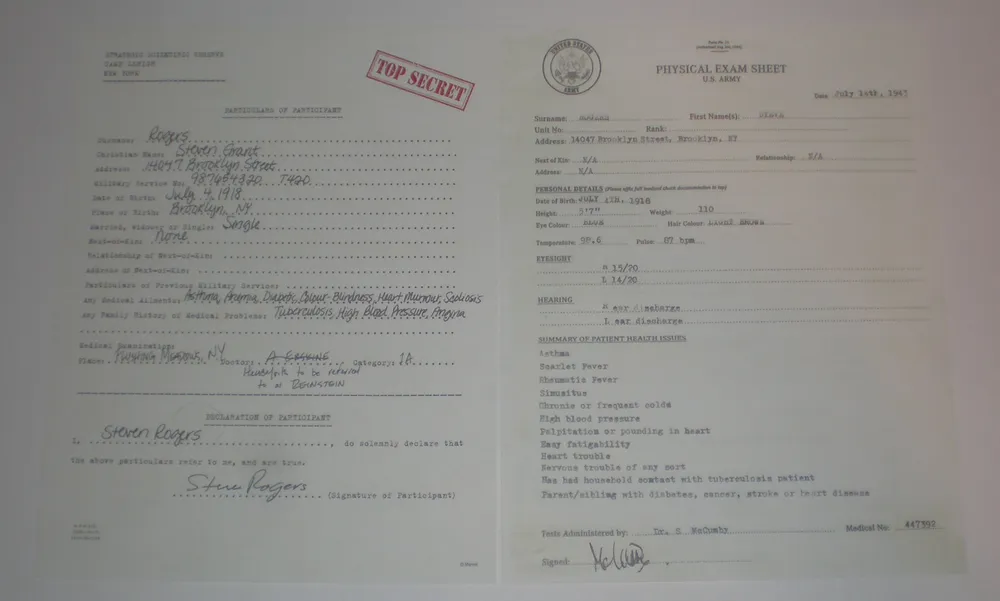 STRATEGIC SCIENTIFIC RESERVE
CAMP LEHIGH
NEW YORK
TOP SECRET
PARTICULARS OF PARTICIPANT
Surname: Rogers
Christian Name: Steven Grant
Address: 14047 Brooklyn Street
Military Service No: 987654320 T420
Date of Birth: July 4, 1918
Place of Birth: Brooklyn, NY
Married, Widower or Single: Single
Next-of-Kin: None
Relationship of Next-of-Kin:
Address of Next-of-Kin:
Particulars of Previous Military Service:
Any Medical Ailments: Asthma, Anemia, Diabetic, Colour-Blindness, Heart Murmour, Scoliosis
Any Family History of Medical Problems: Tuberculosis, High Blood, Pressure, Angina
Medical Examination:
Place: Flushing Meadows, NY Doctor: A ERSKINE Category: 1A
to be referred
to a REINSTEIN
DECLARATION OF PARTICIPANT
I, Steven Rogers, do solemnly declare that
the above particulars refer to me, and are true.
Steve Rogers (Signature of Participant)
UNITED STATES
ARMY
PHYSICAL EXAM SHEET
U.S. ARMY
Date July 14th, 1943
Surname: ROGERS First Name(s): STEVE
Unit No: Rank:
Address: 14047 Brooklyn Street, Brooklyn, NY
Next of Kin: N/A Relationship: N/A
Address: N/A
PERSONAL DETAILS
Date of Birth: JULY 4TH, 1918
Height: 5'7" Weight: 110
Eye Colour: BLUE Hair Colour: LIGHT BROWN
Temperature: 98.6 Pulse: 87 bpm
EYESIGHT
R 15/20
L 14/20
HEARING
R ear discharge
L ear discharge
SUMMARY OF PATIENT HEALTH ISSUES
Asthma
Scarlet Fever
Rheumatic Fever
Sinusitus
Chronic or frequent colds
High blood pressure
Palpitation or pounding in heart
Easy fatigability
Heart trouble
Nervous trouble of any sort
Has had household contact with tuberculosis patient
Parent/sibling with diabetes, cancer, stroke or heart disease
Tests Administered by: Dr. S McCumby Medical No: 447392
Signed: